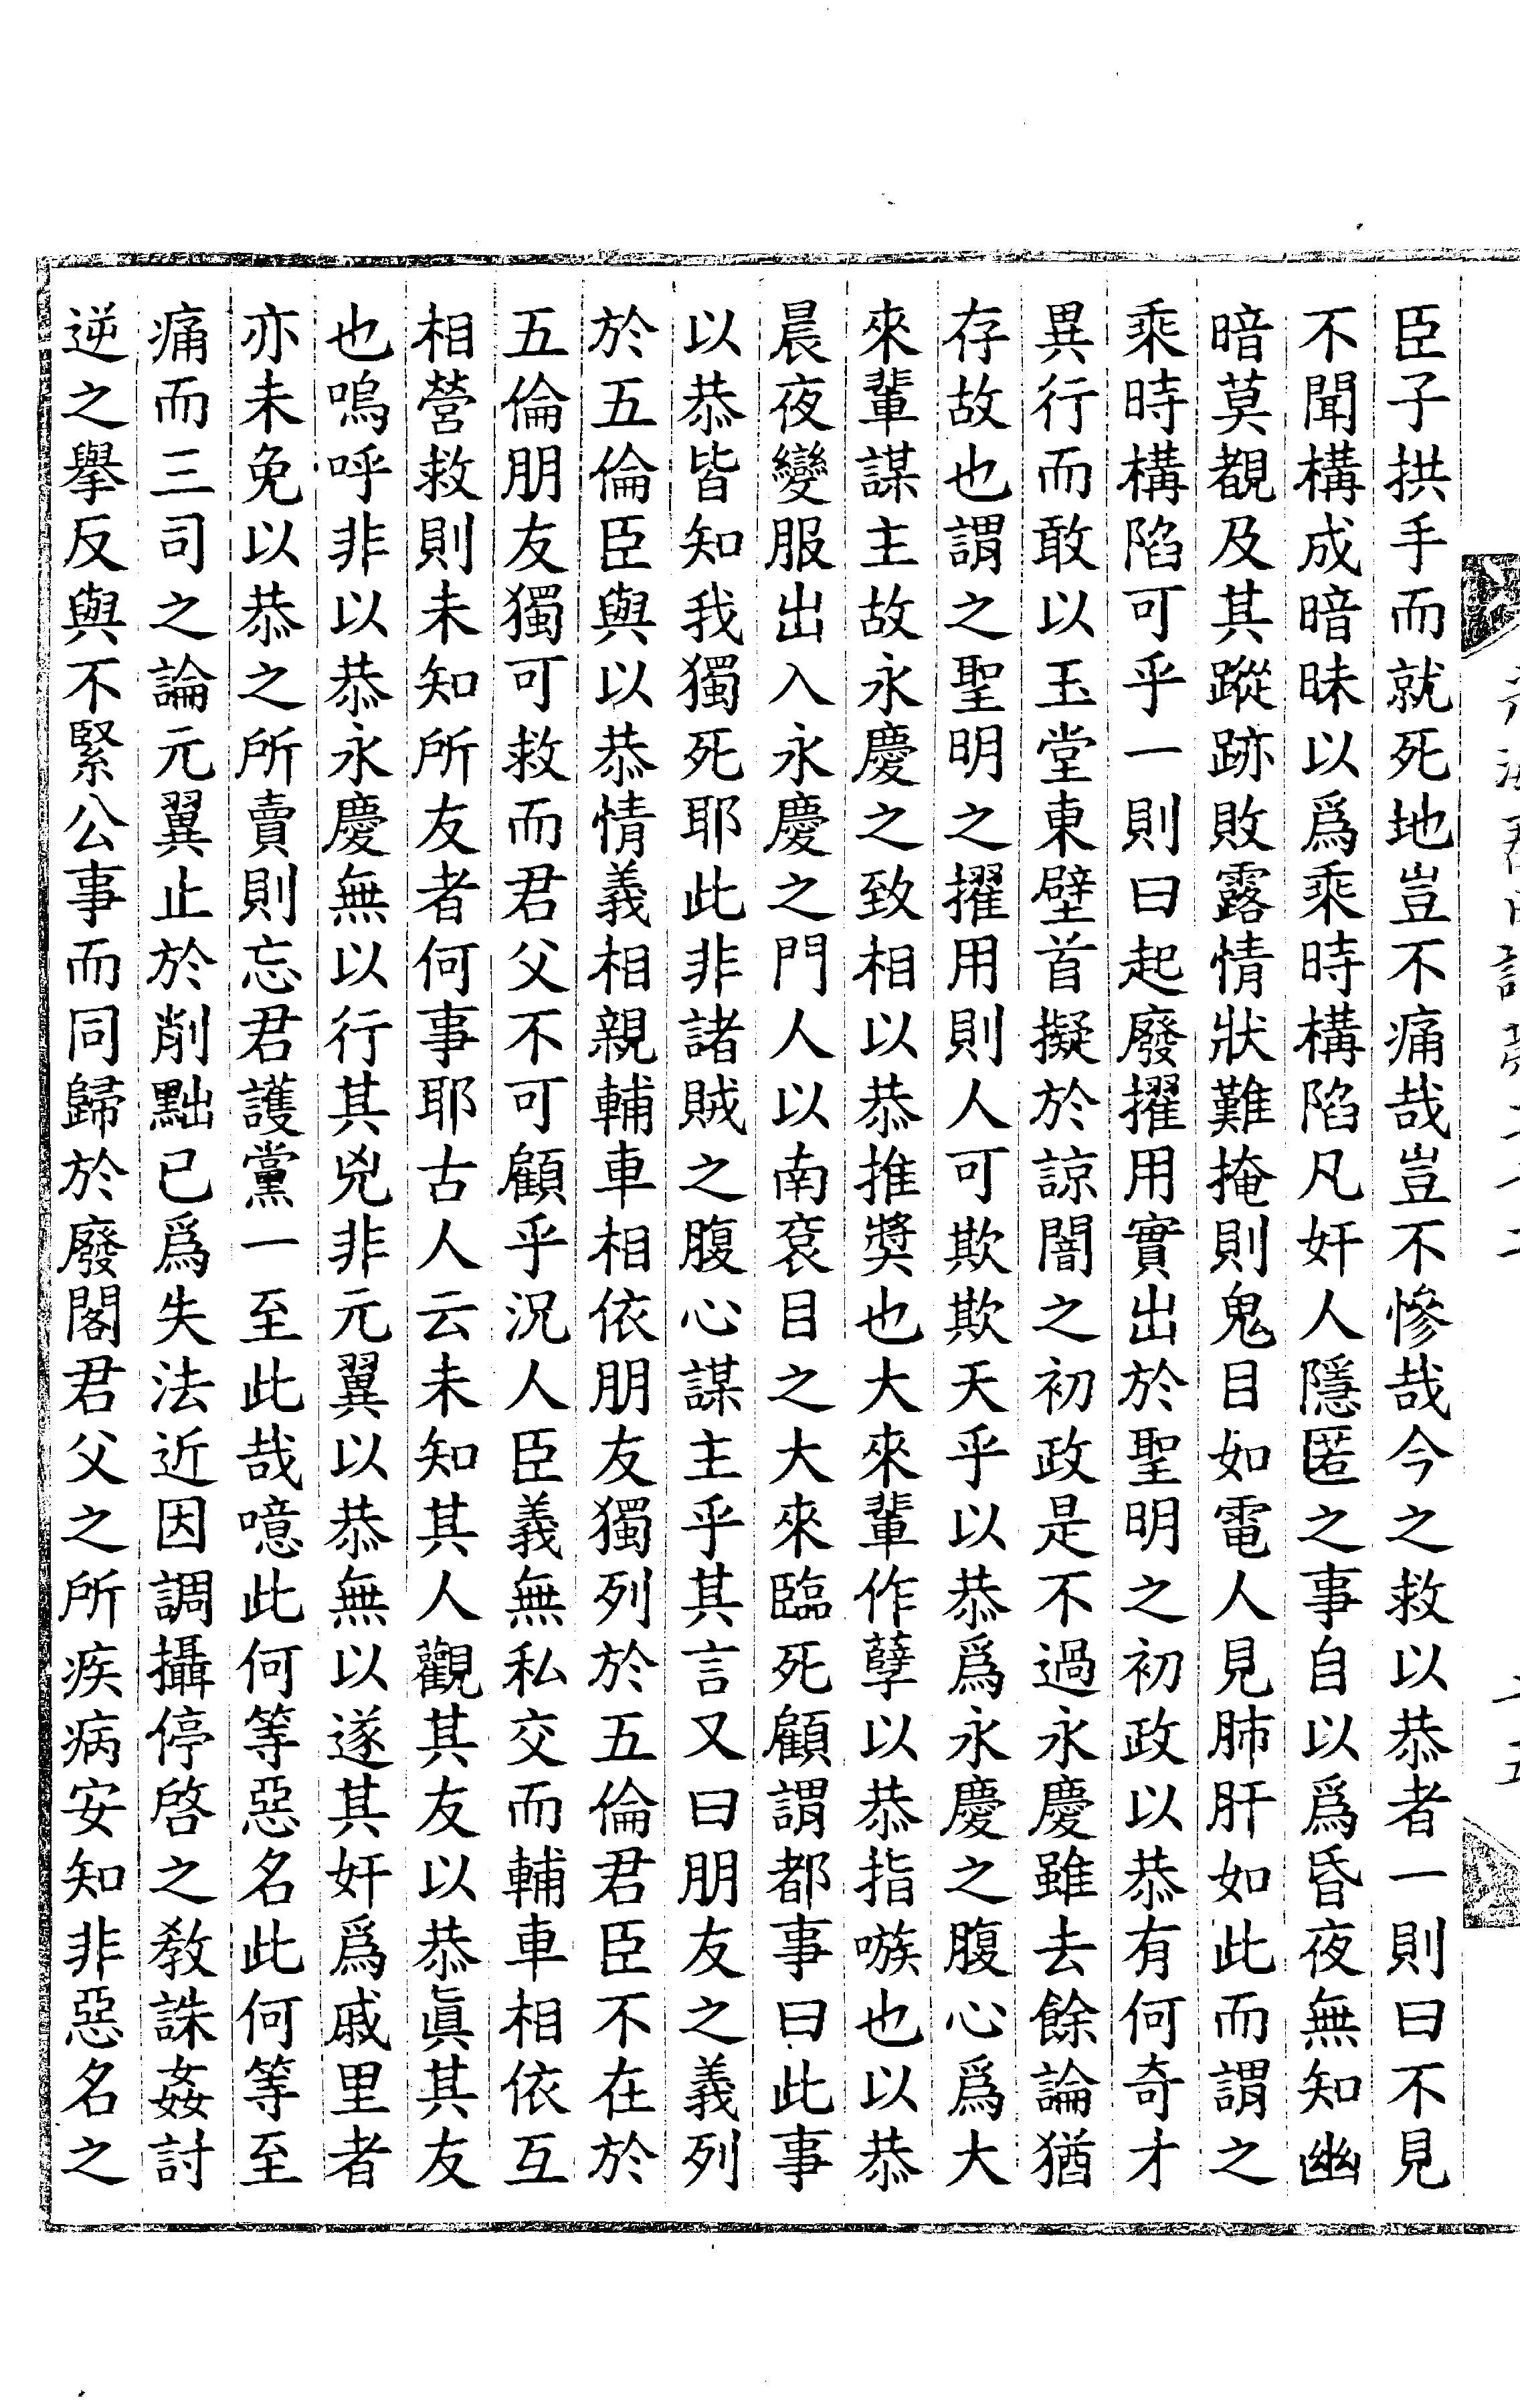 臣子拱手而就死地豈不痛哉豈不慘哉今之救以恭者一則曰不見
不聞構成暗昧以爲乘時構陷凡奸人隱匿之事自以爲昏夜無知幽
暗莫覩及其蹤跡敗露情狀難掩則鬼目如電人見肺肝如此而謂之
乘時構陷可乎一則曰起廢擢用實出於聖明之初政以恭有何奇才
異行而敢以玉堂東壁首擬於諒闇之初政是不過永慶雖去餘論猶
存故也謂之聖明之擢用則人可欺欺天乎以恭爲永慶之腹心爲大
來輩謀主故永慶之致相以恭推奬也大來輩作孽以恭指嗾也以恭
晨夜變服出入永慶之門人以南袞目之大來臨死顧謂都事曰此事
以恭皆知我獨死耶此非諸賊之腹心謀主乎其言又曰朋友之義列
於五倫臣與以恭情義相親輔車相依朋友獨列於五倫君臣不在於
五倫朋友獨可救而君父不可顧乎況人臣義無私交而輔車相依互
相營救則未知所友者何事耶古人云未知其人觀其友以恭眞其友
也嗚呼非以恭永慶無以行其兇非元翼以恭無以遂其奸爲戚里者
亦未免以恭之所賣則忘君護黨一至此哉噫此何等惡名此何等至
痛而三司之論元翼止於削黜已爲失法近因調攝停啓之敎誅姦討
逆之擧反與不緊公事而同歸於廢閣君父之所疾病安知非惡名之